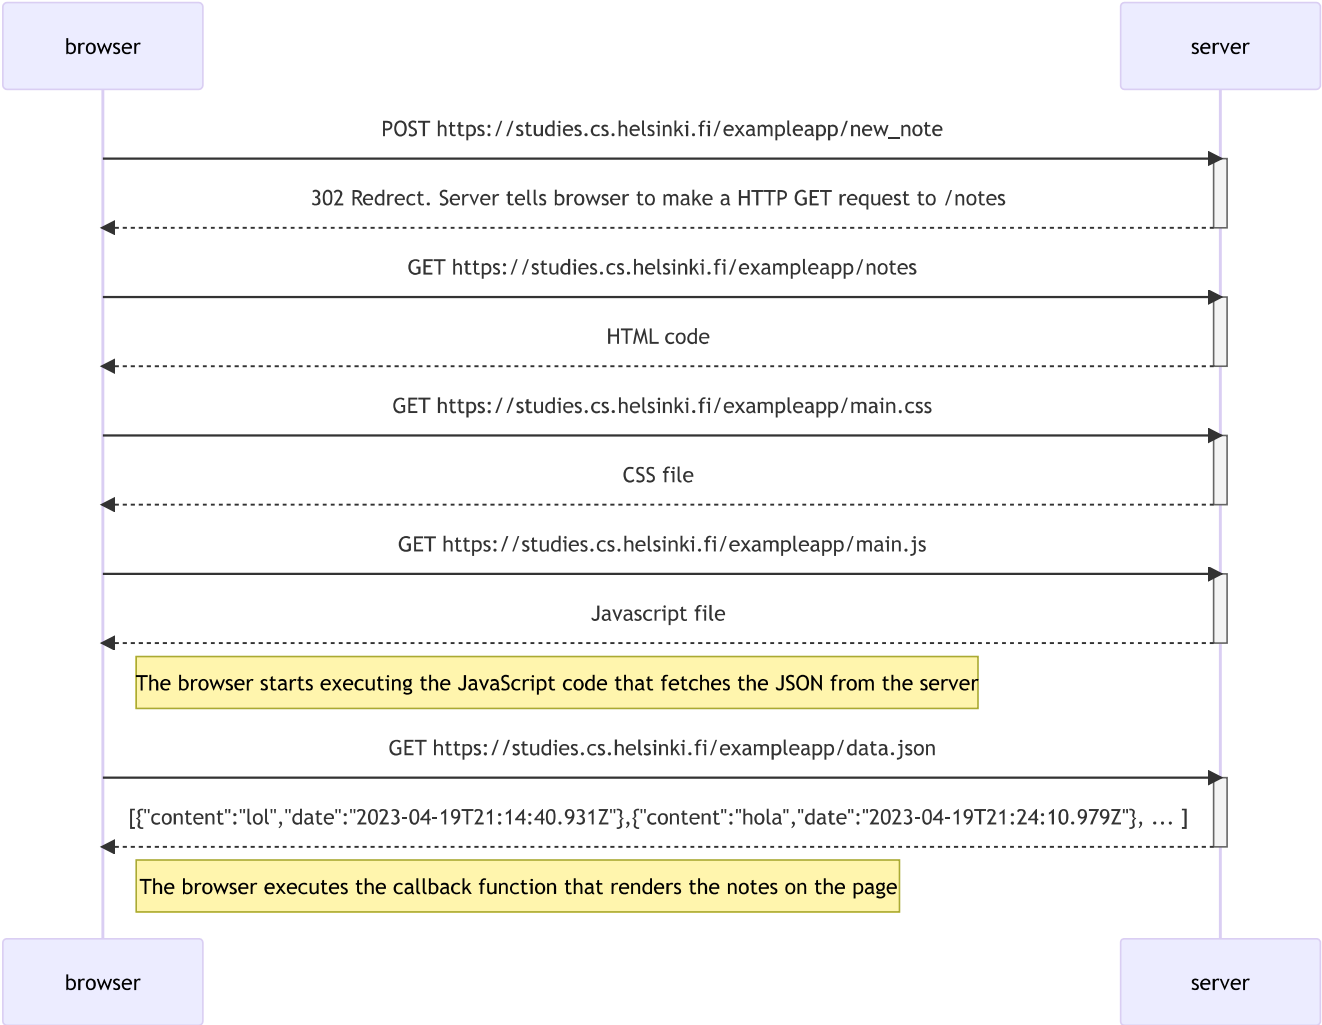 browser
server
POST https://studies.cs.helsinki.fi/exampleapp/new_note
302 Redrect. Server tells browser to make a HTTP GET request to /notes
GET https://studies.cs.helsinki.fi/exampleapp/notes
HTML code
GET https://studies.cs.helsinki.fi/exampleapp/main.css
CSS file
GET https://studies.cs.helsinki.fi/exampleapp/main.js
Javascript file
The browser starts executing the JavaScript code that fetches the JSON from the server
GET https://studies.cs.helsinki.fi/exampleapp/data.json
[{"content":"lol","date":"2023-04-19T21:14:40.931Z"},{"content":"hola","date":"2023-04-19T21:24:10.979Z"}, ... ]
The browser executes the callback function that renders the notes on the page
browser
server